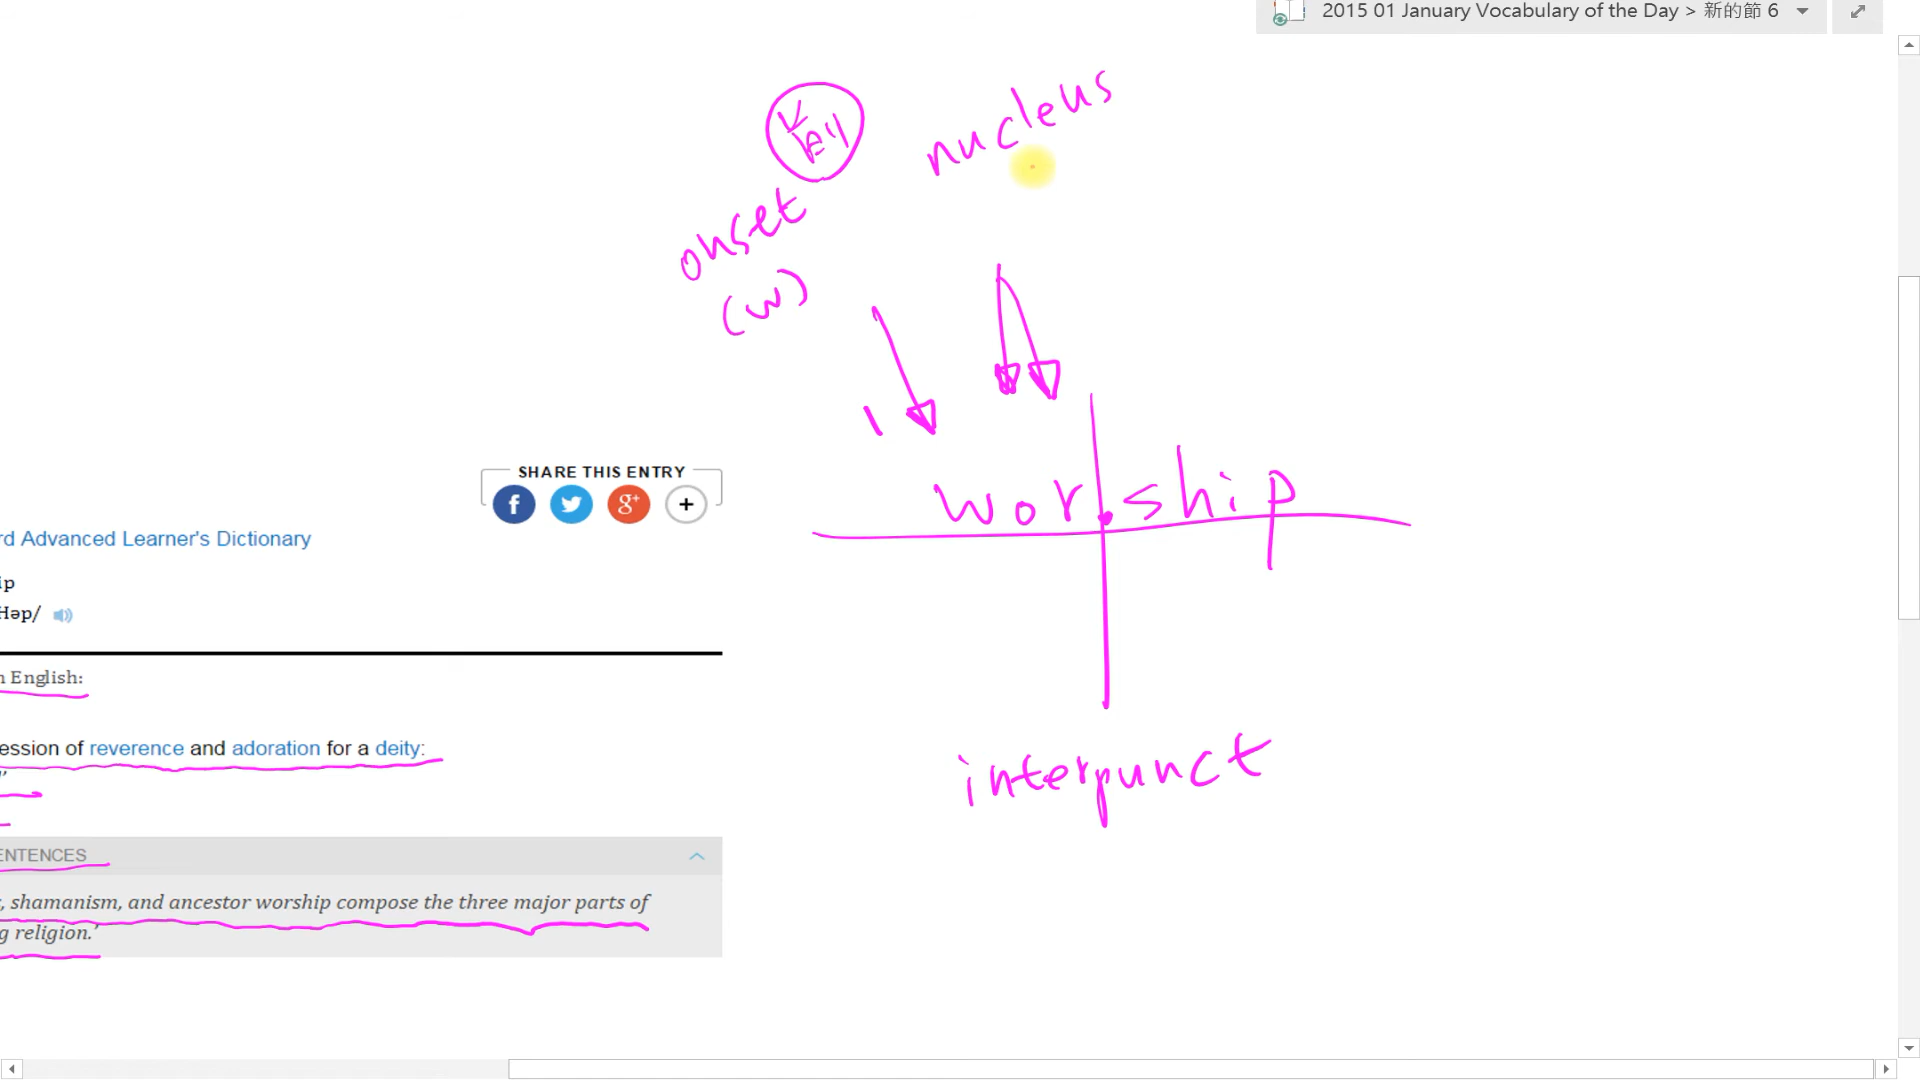 2015 01 January Vocabulary of the Day > 新的節 6
nucleus
onset
(w)
SHARE THIS ENTRY
f
g+
+
wor.ship
rd Advanced Learner's Dictionary
ip
Həp/
n English:
ession of reverence and adoration for a deity:
interpunct
ENTENCES
, shamanism, and ancestor worship compose the three major parts of
g religion.’